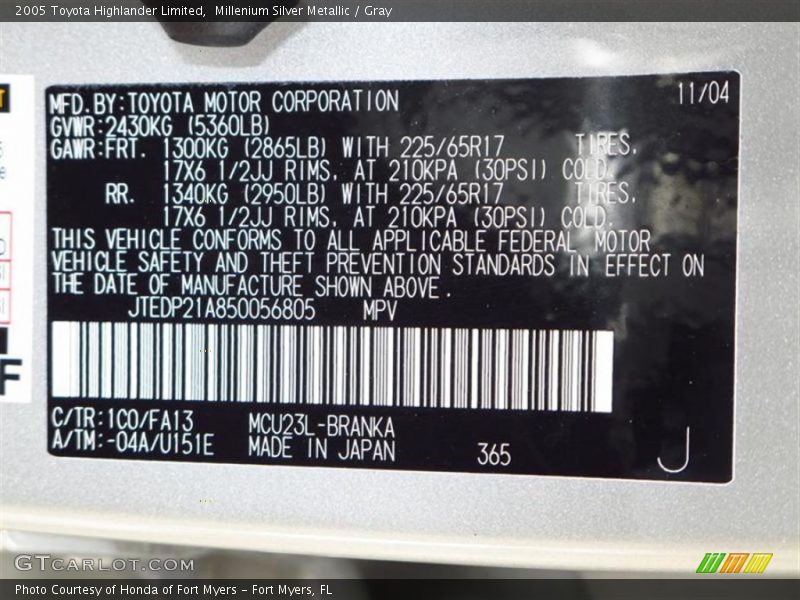 2005 Toyota Highlander Limited,  Millenium Silver Metallic / Gray
MFD.BY:TOYOTA MOTOR CORPORATION 11/04
GVWR:2430KG (5360LB)
GAWR:FRT. 1300KG (2865LB) WITH 225/65R17 TIRES,
17X6 1/2JJ RIMS, AT 210KPA (30PSI) COLD.
RR. 1340KG (2950LB) WITH 225/65R17 TIRES,
17X6 1/2JJ RIMS, AT 210KPA (30PSI) COLD.
THIS VEHICLE CONFORMS TO ALL APPLICABLE FEDERAL MOTOR
VEHICLE SAFETY AND THEFT PREVENTION STANDARDS IN EFFECT ON
THE DATE OF MANUFACTURE SHOWN ABOVE.
JTEDP21A850056805 MPV
C/TR:1C0/FA13 MCU23L-BRANKA
A/TM:-04A/U151E MADE IN JAPAN 365 J
F
GTCarLot.com
Photo Courtesy of Honda of Fort Myers - Fort Myers, FL